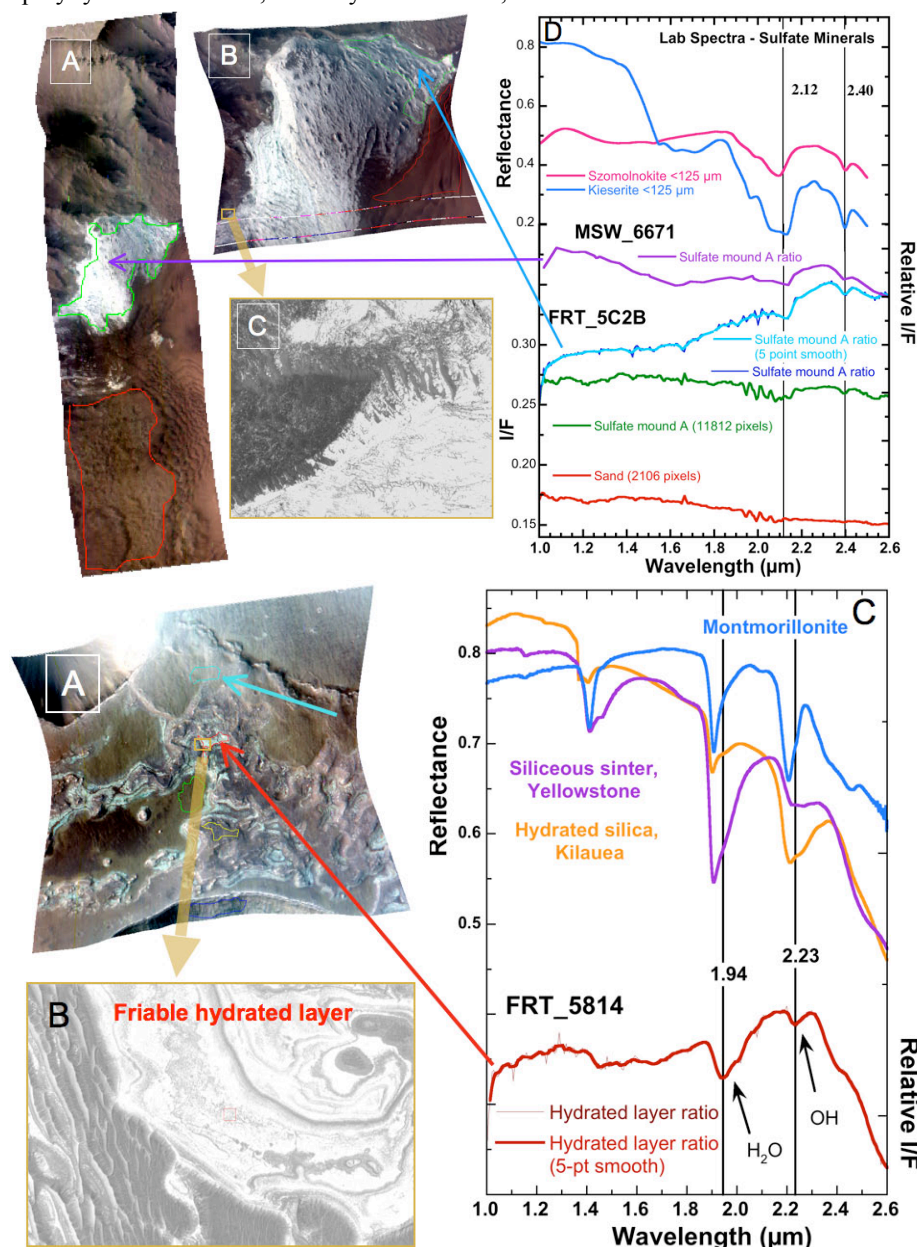 A
B
C
D
Lab Spectra - Sulfate Minerals
2.12
2.40
0.8
0.6
0.4
0.2
Reflectance
Szomolnokite <125 µm
Kieserite <125 µm
MSW_6671
Sulfate mound A ratio
FRT_5C2B
Sulfate mound A ratio
(5 point smooth)
Sulfate mound A ratio
Relative I/F
0.30
0.25
0.20
0.15
I/F
Sulfate mound A (11812 pixels)
Sand (2106 pixels)
1.0 1.2 1.4 1.6 1.8 2.0 2.2 2.4 2.6
Wavelength (µm)
A
B
Friable hydrated layer
C
Montmorillonite
0.8
0.7
0.6
0.5
Reflectance
Siliceous sinter,
Yellowstone
Hydrated silica,
Kilauea
1.94
2.23
FRT_5814
OH
H2O
Hydrated layer ratio
Hydrated layer ratio
(5-pt smooth)
Relative I/F
1.0 1.2 1.4 1.6 1.8 2.0 2.2 2.4 2.6
Wavelength (µm)